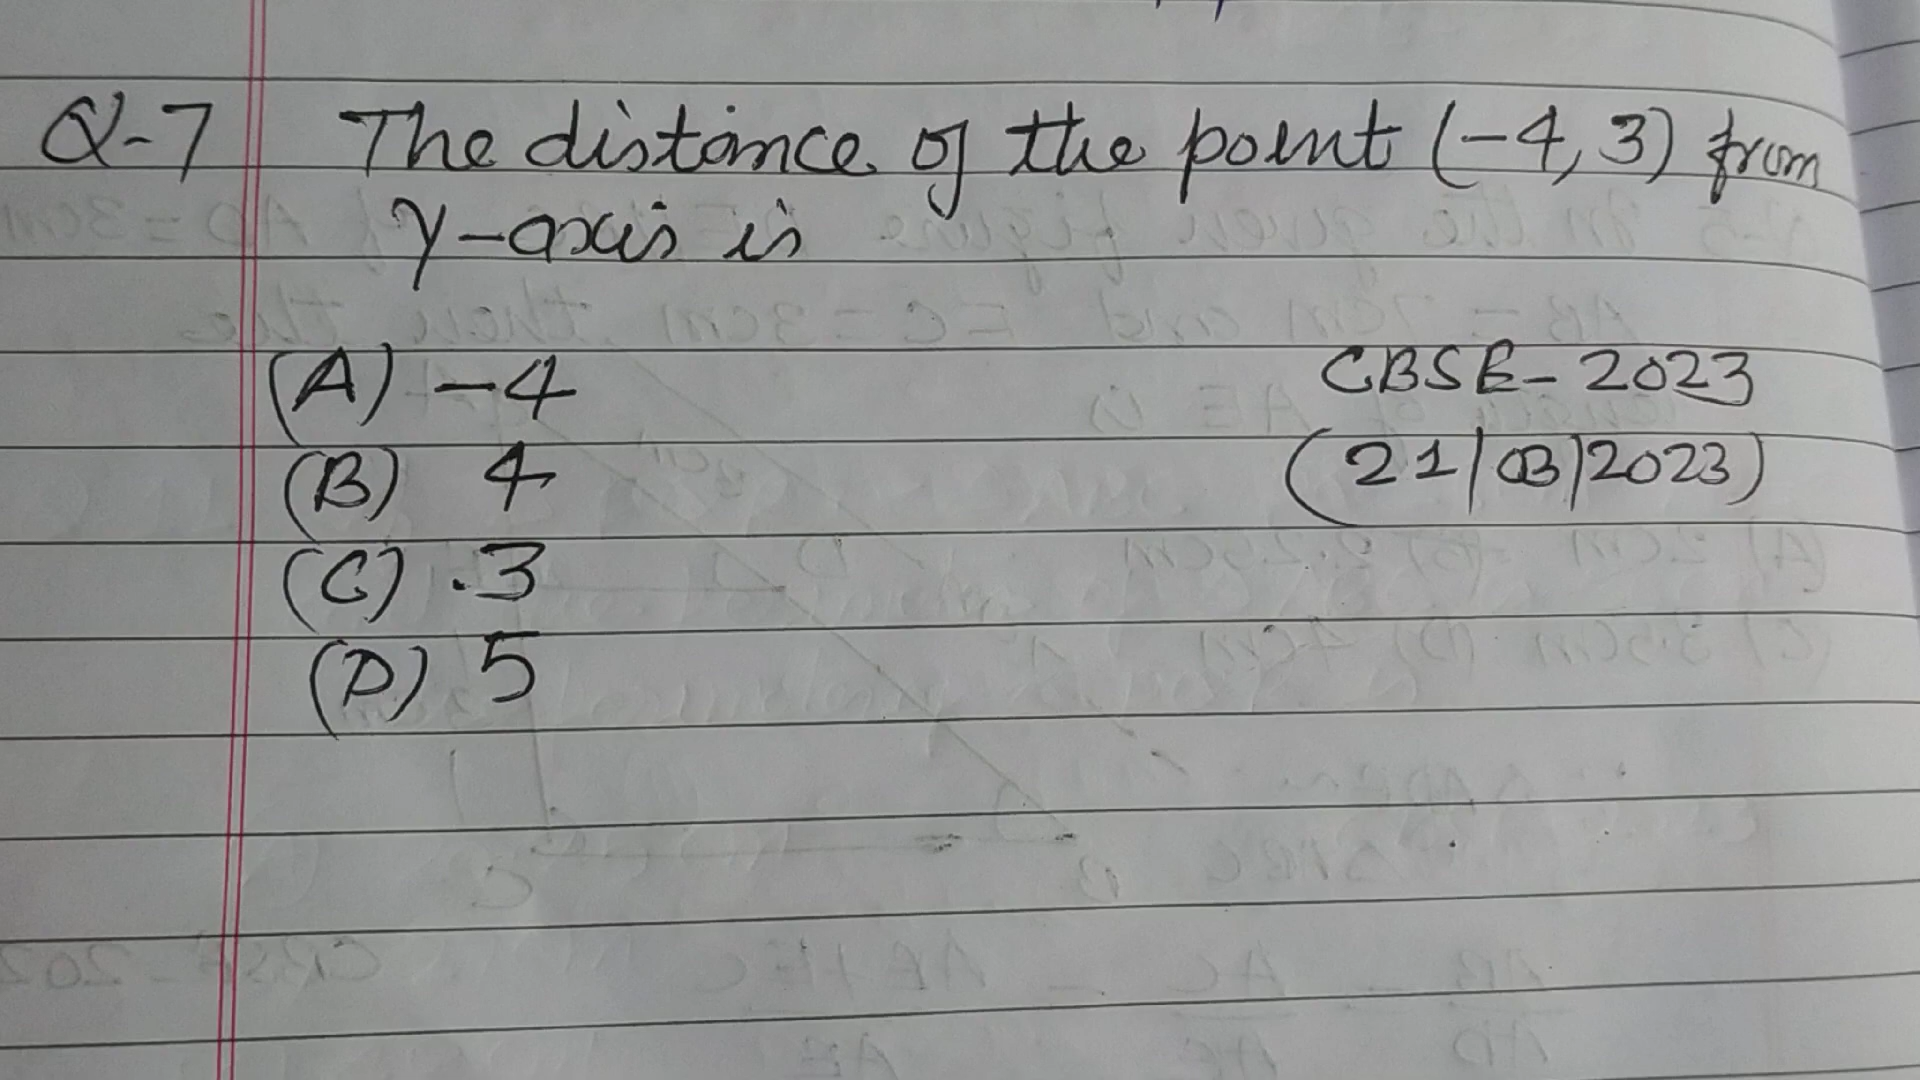 Q-7 The distance of the point (-4, 3) from
y-axis is
(A) -4
CBSE-2023
(B) 4
(21/03/2023)
(C) .3
(D) 5